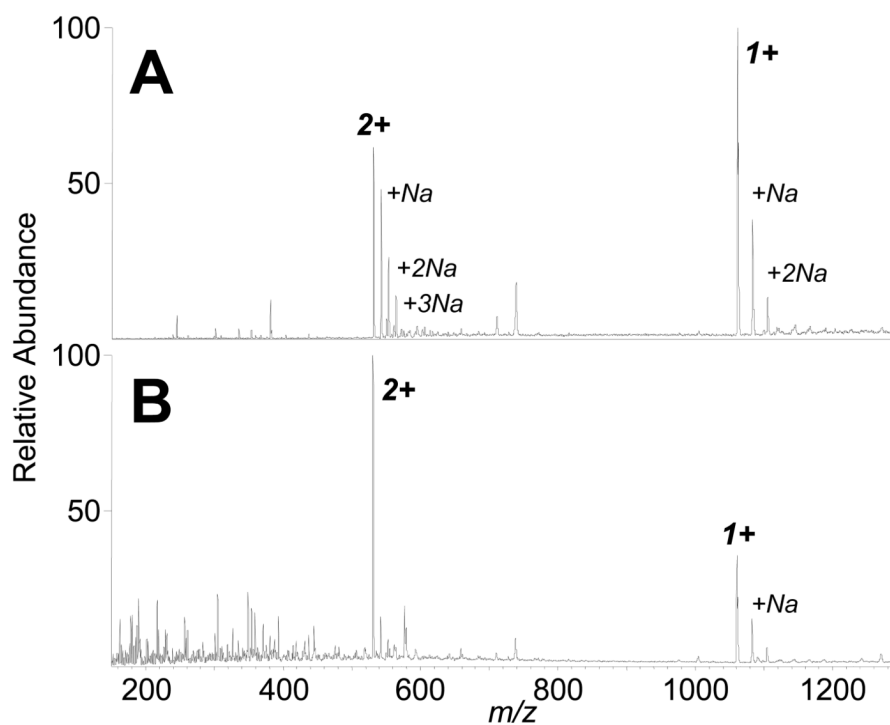 100
A
1+
2+
+Na
+Na
50
+2Na
+2Na
+3Na
Relative Abundance
100
B
2+
50
1+
+Na
200 400 600 800 1000 1200
m/z